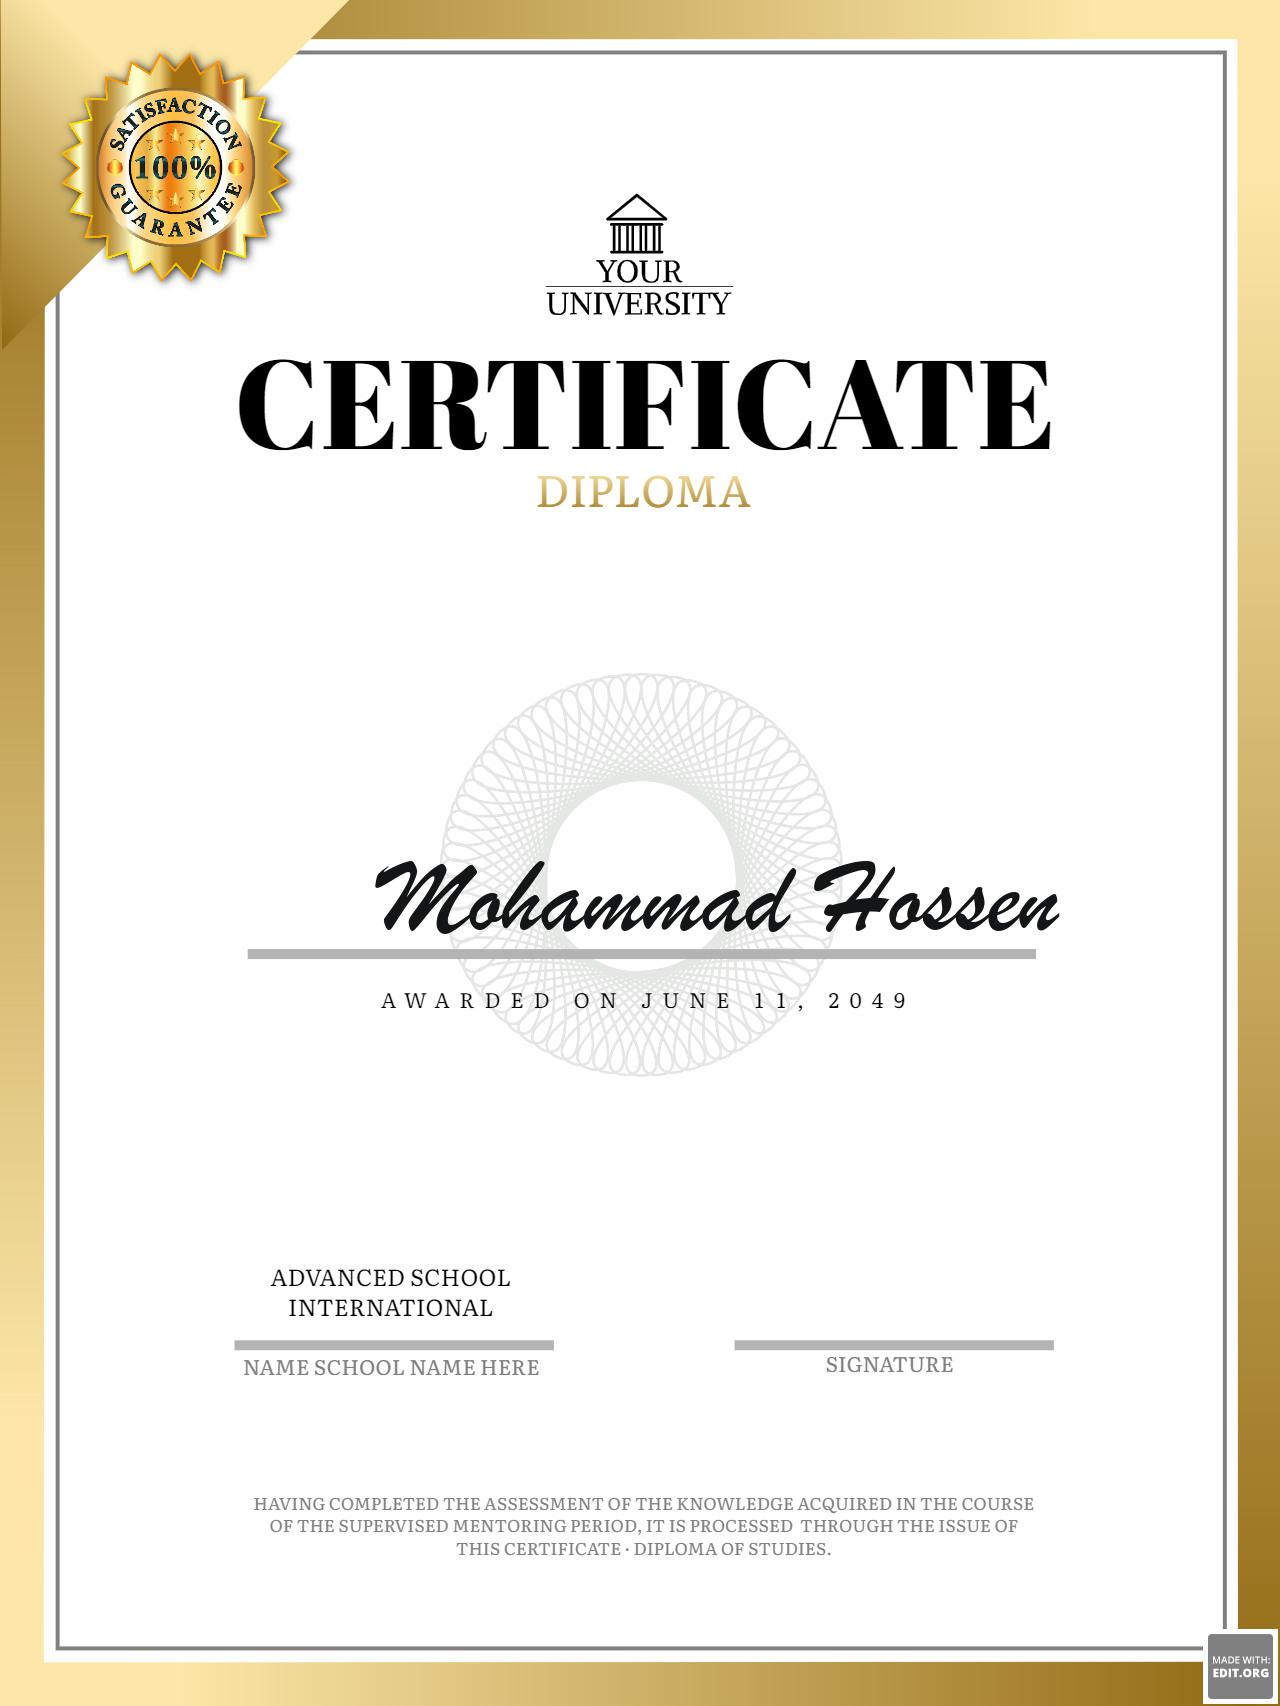 SATISFACTION
100%
GUARANTEE
YOUR
UNIVERSITY
CERTIFICATE
DIPLOMA
Mohammad Hossen
AWARDED ON JUNE 11, 2049
ADVANCED SCHOOL
INTERNATIONAL
NAME SCHOOL NAME HERE
SIGNATURE
HAVING COMPLETED THE ASSESSMENT OF THE KNOWLEDGE ACQUIRED IN THE COURSE
OF THE SUPERVISED MENTORING PERIOD, IT IS PROCESSED  THROUGH THE ISSUE OF
THIS CERTIFICATE · DIPLOMA OF STUDIES.
MADE WITH:
EDIT.ORG